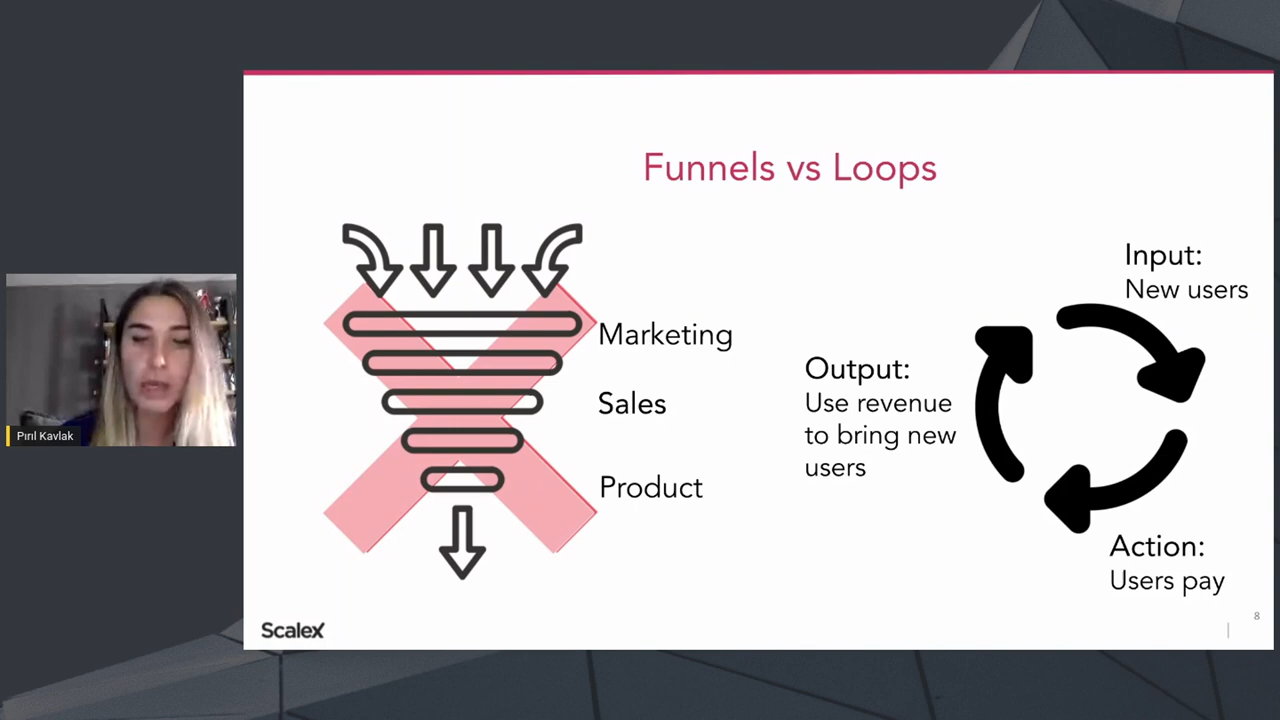 Funnels vs Loops
Marketing
Sales
Product
Input:
New users
Output:
Use revenue
to bring new
users
Action:
Users pay
Pırıl Kavlak
Scalex
8